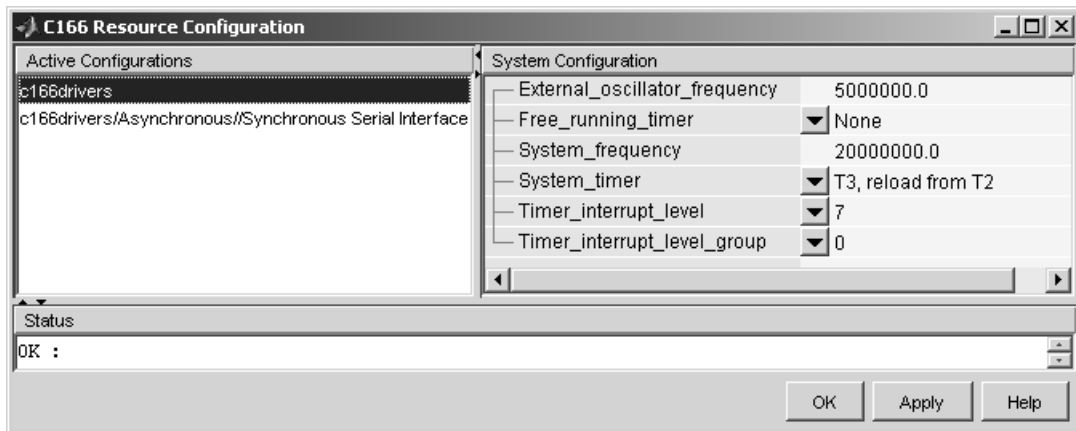 C166 Resource Configuration
Active Configurations
c166drivers
c166drivers/Asynchronous//Synchronous Serial Interface
System Configuration
External_oscillator_frequency 5000000.0
Free_running_timer None
System_frequency 20000000.0
System_timer T3, reload from T2
Timer_interrupt_level 7
Timer_interrupt_level_group 0
Status
OK :
OK Apply Help